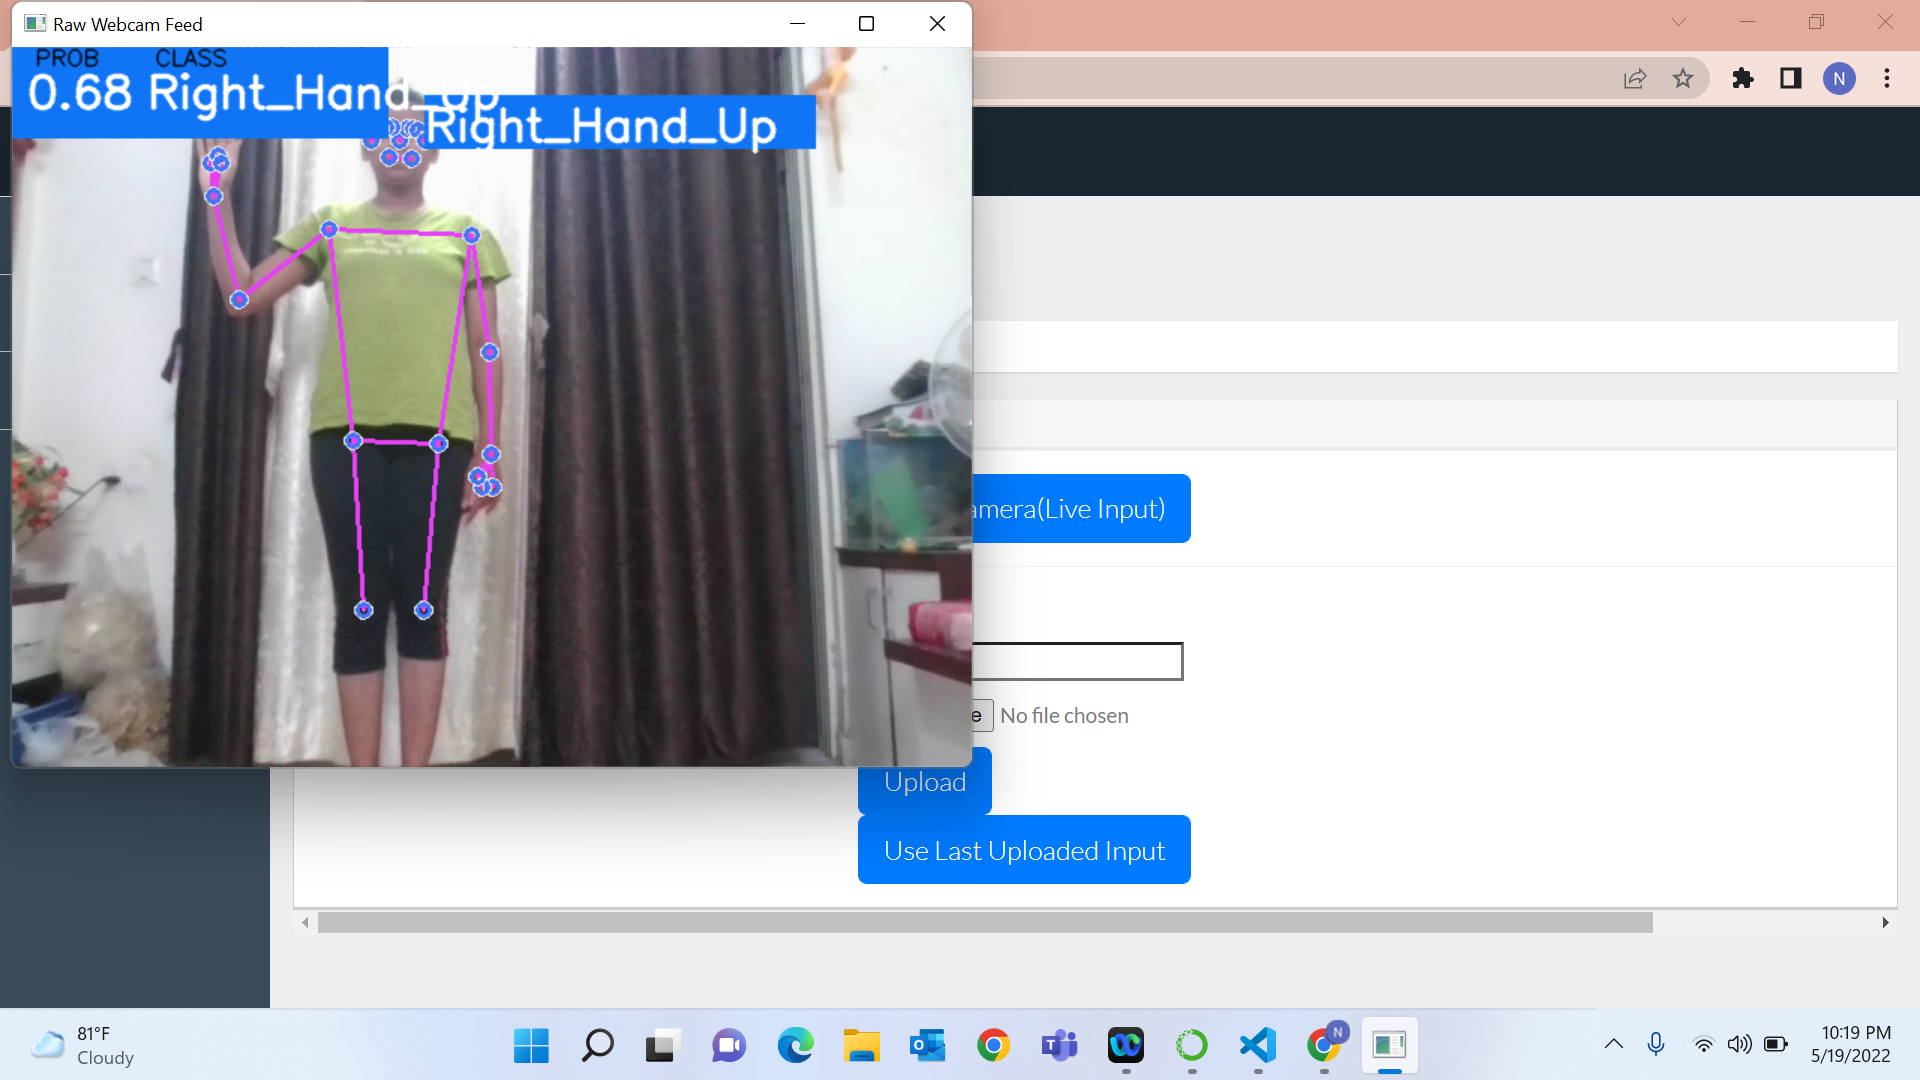 Raw Webcam Feed
PROB CLASS
0.68 Right_Hand_Up
Right_Hand_Up
N
amera(Live Input)
e No file chosen
Upload
Use Last Uploaded Input
81°F
Cloudy
N
10:19 PM
5/19/2022